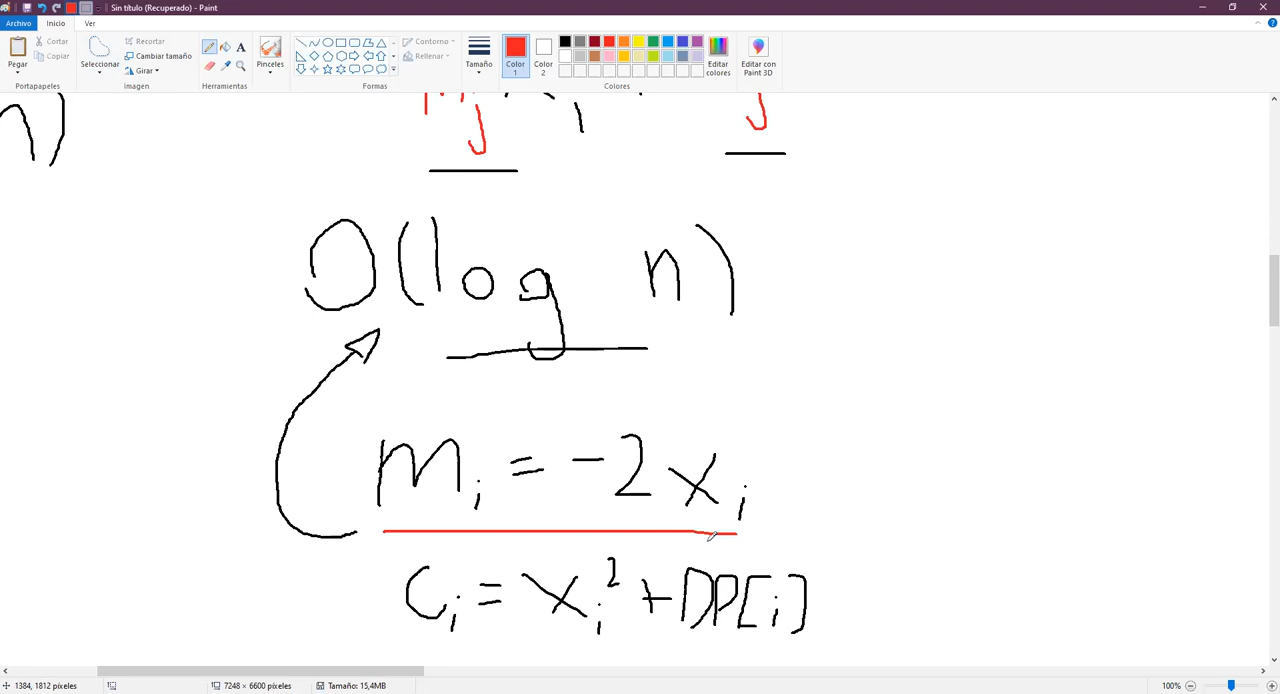 Sin título (Recuperado) - Paint
Archivo Inicio Ver
Pegar
Cortar
Copiar
Portapapeles
Seleccionar
Recortar
Cambiar tamaño
Girar
Imagen
A
Herramientas
Pinceles
Formas
Contorno
Rellenar
Tamaño
Color 1
Color 2
Editar colores
Colores
Editar con Paint 3D
O(log n)
m_i = -2x_i
C_i = x_i² + DP[i]
1384, 1812 píxeles
7248 × 6600 píxeles
Tamaño: 15,4MB
100%